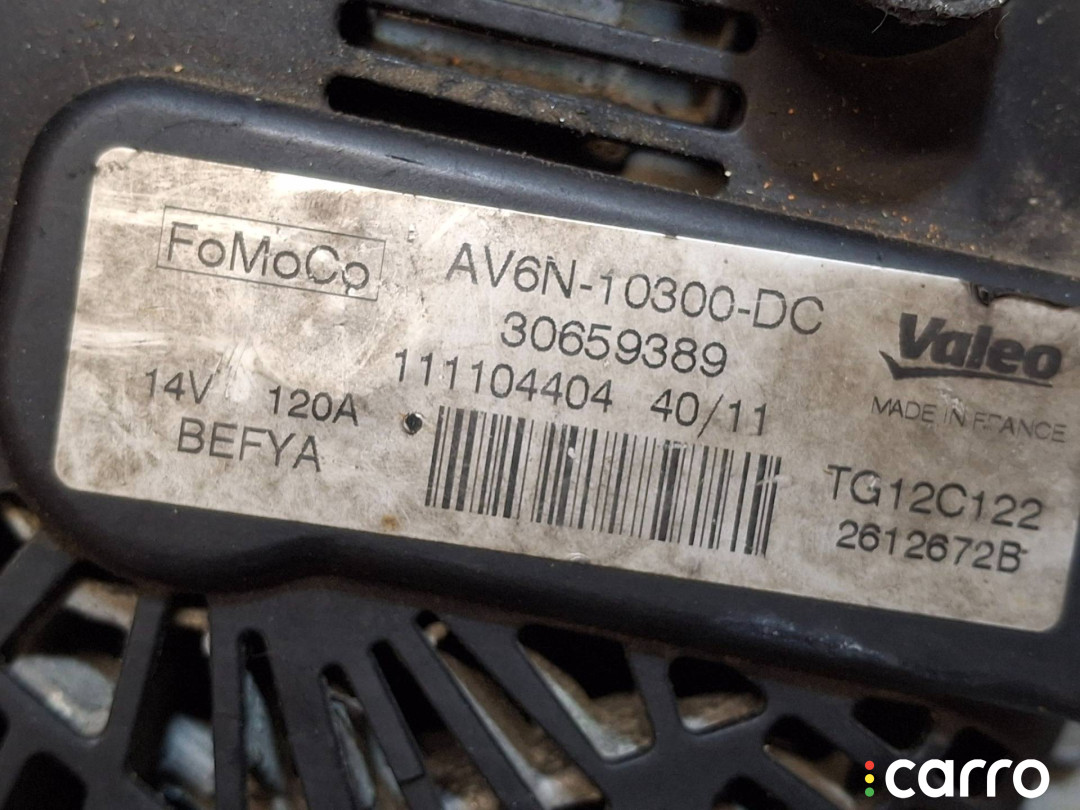 FoMoCo
AV6N-10300-DC
30659389
111104404 40/11
14V 120A
BEFYA
Valeo
MADE IN FRANCE
TG12C122
2612672B
carro